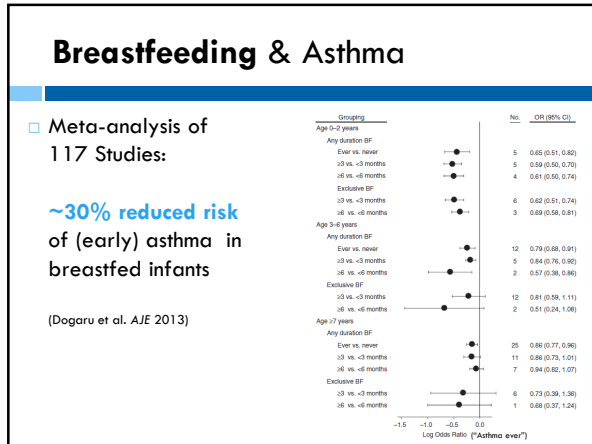 Breastfeeding & Asthma
Meta-analysis of
117 Studies:
~30% reduced risk
of (early) asthma in
breastfed infants
(Dogaru et al. AJE 2013)
Grouping No. OR (95% CI)
Age 0–2 years
Any duration BF
Ever vs. never 5 0.65 (0.51, 0.82)
≥3 vs. <3 months 5 0.59 (0.50, 0.70)
≥6 vs. <6 months 4 0.61 (0.50, 0.74)
Exclusive BF
≥3 vs. <3 months 6 0.62 (0.51, 0.74)
≥6 vs. <6 months 3 0.69 (0.58, 0.81)
Age 3–6 years
Any duration BF
Ever vs. never 12 0.79 (0.68, 0.91)
≥3 vs. <3 months 5 0.84 (0.76, 0.92)
≥6 vs. <6 months 2 0.57 (0.38, 0.86)
Exclusive BF
≥3 vs. <3 months 12 0.81 (0.59, 1.11)
≥6 vs. <6 months 2 0.51 (0.24, 1.08)
Age ≥7 years
Any duration BF
Ever vs. never 25 0.86 (0.77, 0.96)
≥3 vs. <3 months 11 0.86 (0.73, 1.01)
≥6 vs. <6 months 7 0.94 (0.82, 1.07)
Exclusive BF
≥3 vs. <3 months 6 0.73 (0.39, 1.36)
≥6 vs. <6 months 1 0.68 (0.37, 1.24)
−1.5 −1.0 −0.5 0.0 0.5
Log Odds Ratio ("Asthma ever")